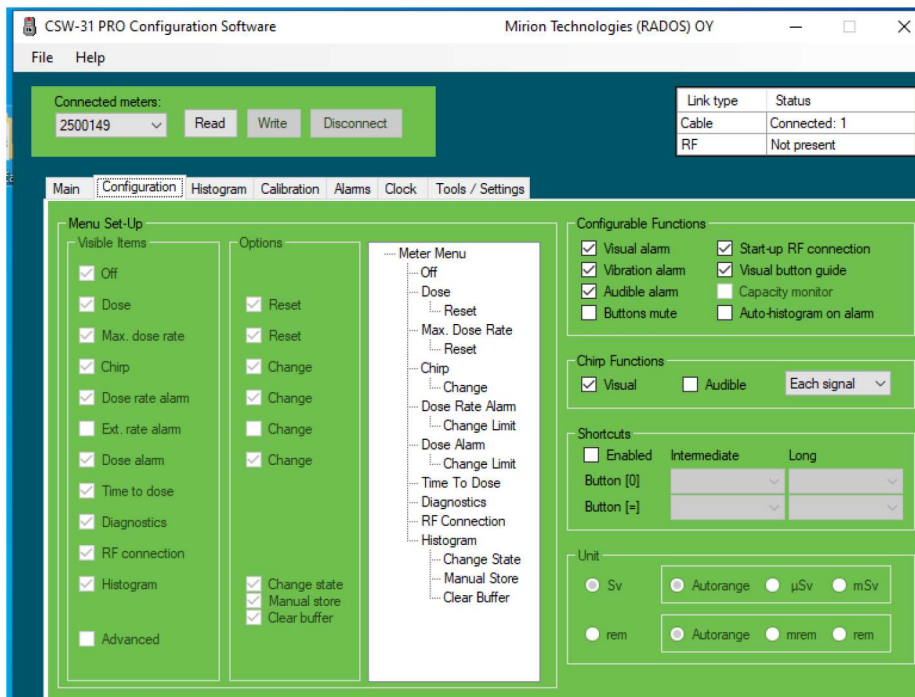 CSW-31 PRO Configuration Software Mirion Technologies (RADOS) OY
File Help
Connected meters:
2500149 Read Write Disconnect
Link type Status
Cable Connected: 1
RF Not present
Main Configuration Histogram Calibration Alarms Clock Tools / Settings
Menu Set-Up
Visible Items
Off
Dose
Max. dose rate
Chirp
Dose rate alarm
Ext. rate alarm
Dose alarm
Time to dose
Diagnostics
RF connection
Histogram
Advanced
Options
Reset
Reset
Change
Change
Change
Change
Change state
Manual store
Clear buffer
Meter Menu
Off
Dose
Reset
Max. Dose Rate
Reset
Chirp
Change
Dose Rate Alarm
Change Limit
Dose Alarm
Change Limit
Time To Dose
Diagnostics
RF Connection
Histogram
Change State
Manual Store
Clear Buffer
Configurable Functions
Visual alarm Start-up RF connection
Vibration alarm Visual button guide
Audible alarm Capacity monitor
Buttons mute Auto-histogram on alarm
Chirp Functions
Visual Audible Each signal
Shortcuts
Enabled Intermediate Long
Button [0]
Button [=]
Unit
Sv Autorange µSv mSv
rem Autorange mrem rem